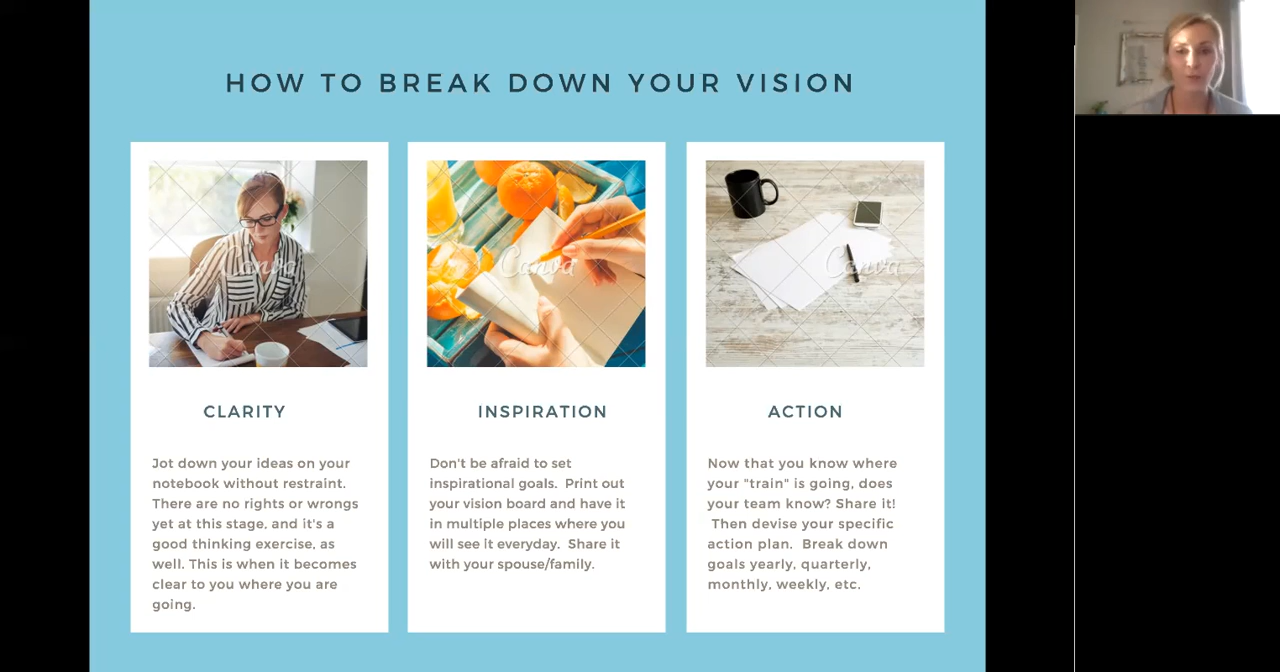 HOW TO BREAK DOWN YOUR VISION
Canva
Canva
Canva
CLARITY
Jot down your ideas on your
notebook without restraint.
There are no rights or wrongs
yet at this stage, and it's a
good thinking exercise, as
well. This is when it becomes
clear to you where you are
going.
INSPIRATION
Don't be afraid to set
inspirational goals.  Print out
your vision board and have it
in multiple places where you
will see it everyday.  Share it
with your spouse/family.
ACTION
Now that you know where
your "train" is going, does
your team know? Share it!
Then devise your specific
action plan.  Break down
goals yearly, quarterly,
monthly, weekly, etc.